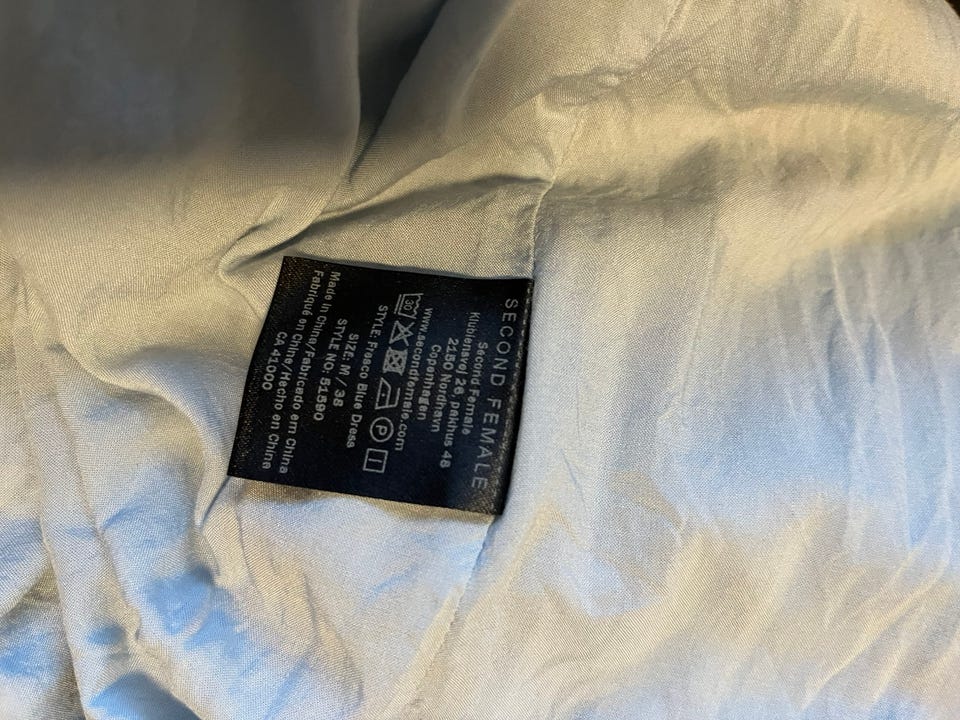 SECOND FEMALE
Second Female
Klubiensvej 26, pakhus 48
2150 Nordhavn
Copenhagen
www.secondfemale.com
30 P
STYLE: Fresco Blue Dress
SIZE: M / 38
STYLE NO: 51590
Made in China/Fabricado em China
Fabriqué en Chine/Hecho en China
CA 41000